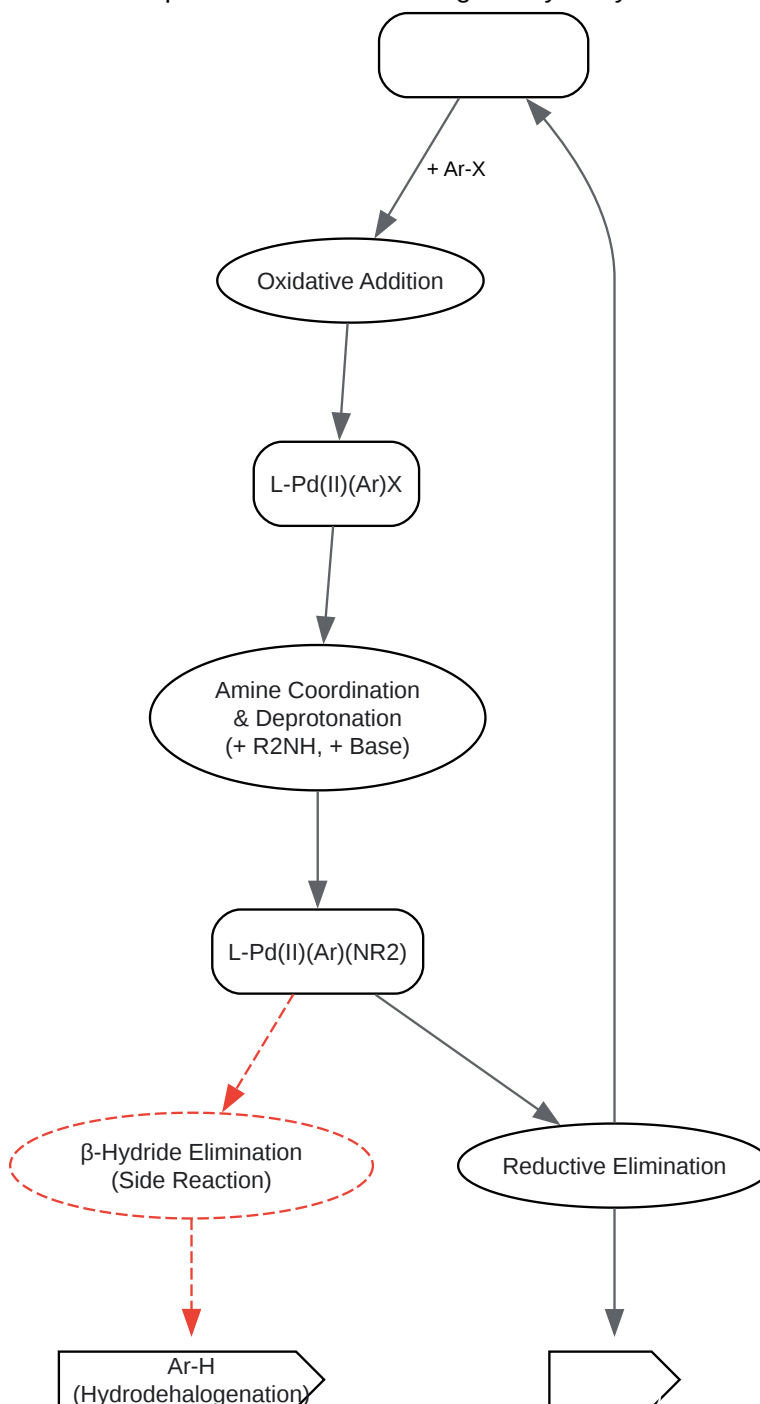 + Ar-X
Oxidative Addition
L-Pd(II)(Ar)X
Amine Coordination
& Deprotonation
(+ R2NH, + Base)
L-Pd(II)(Ar)(NR2)
β-Hydride Elimination
(Side Reaction)
Reductive Elimination
Ar-H
(Hydrodehalogenation)